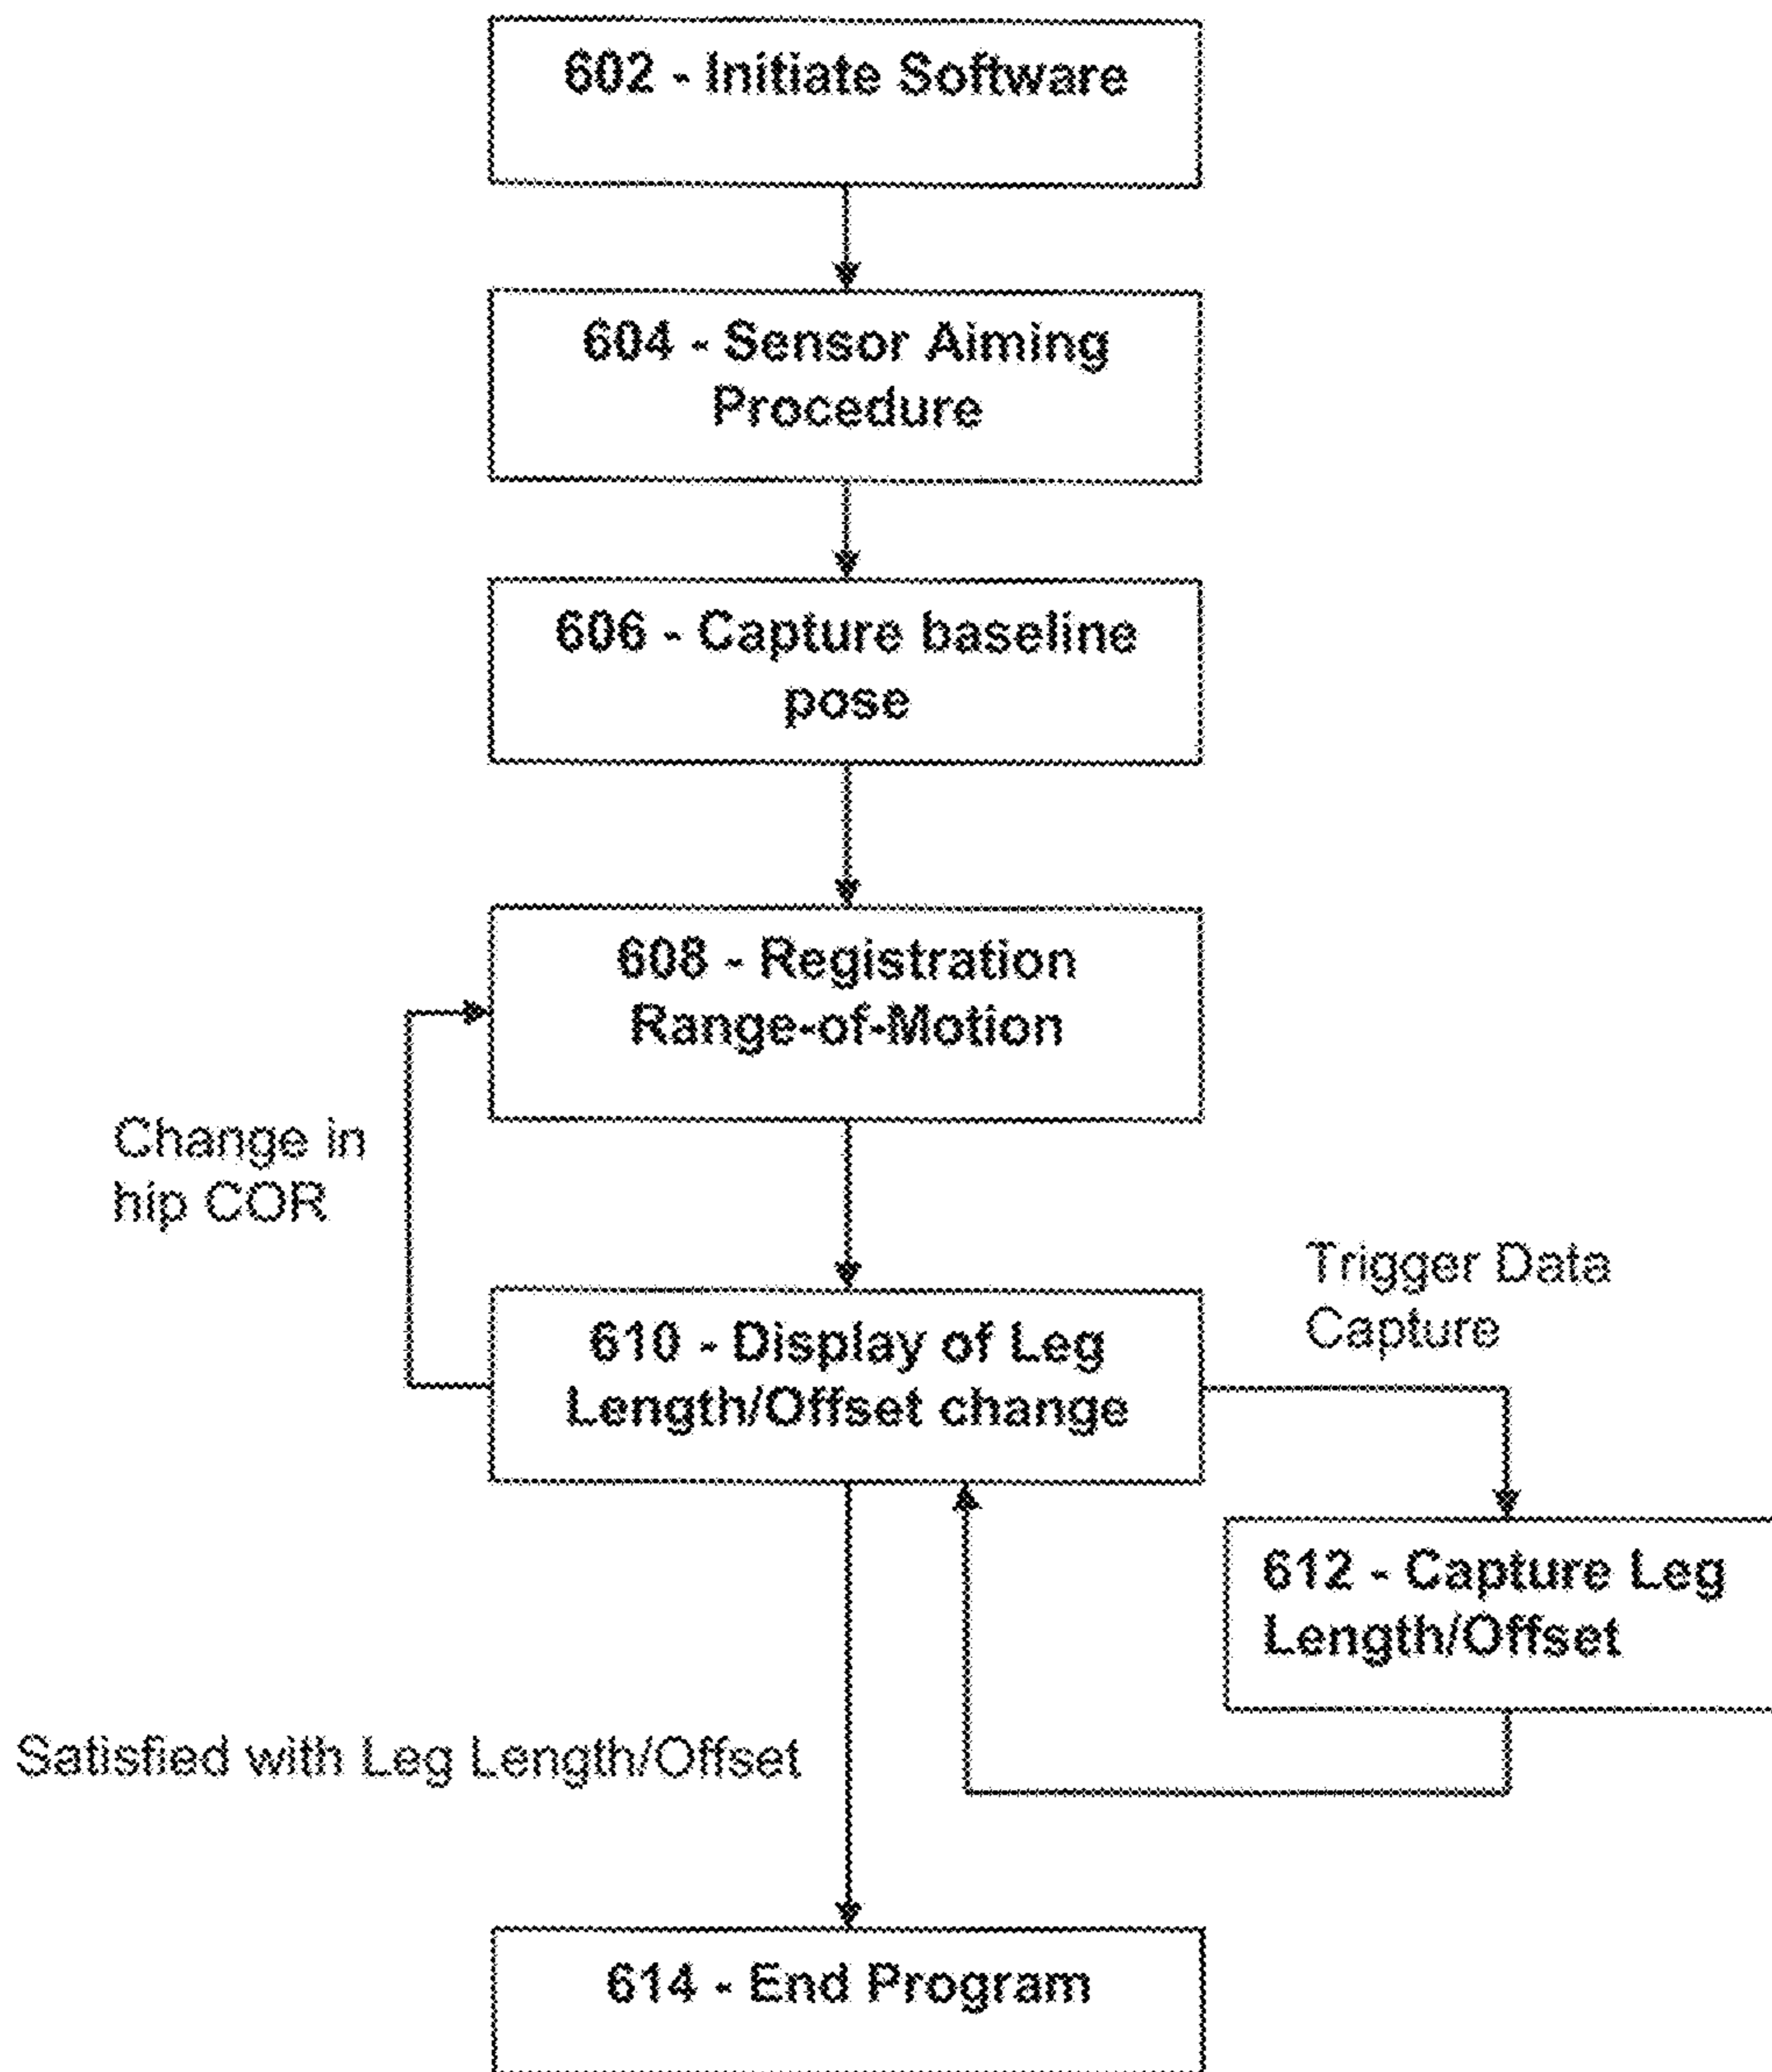 602 - Initiate Software
604 - Sensor Aiming
Procedure
606 - Capture baseline
pose
608 - Registration
Range-of-Motion
Change in
hip COR
Trigger Data
Capture
610 - Display of Leg
Length/Offset change
612 - Capture Leg
Length/Offset
Satisfied with Leg Length/Offset
614 - End Program